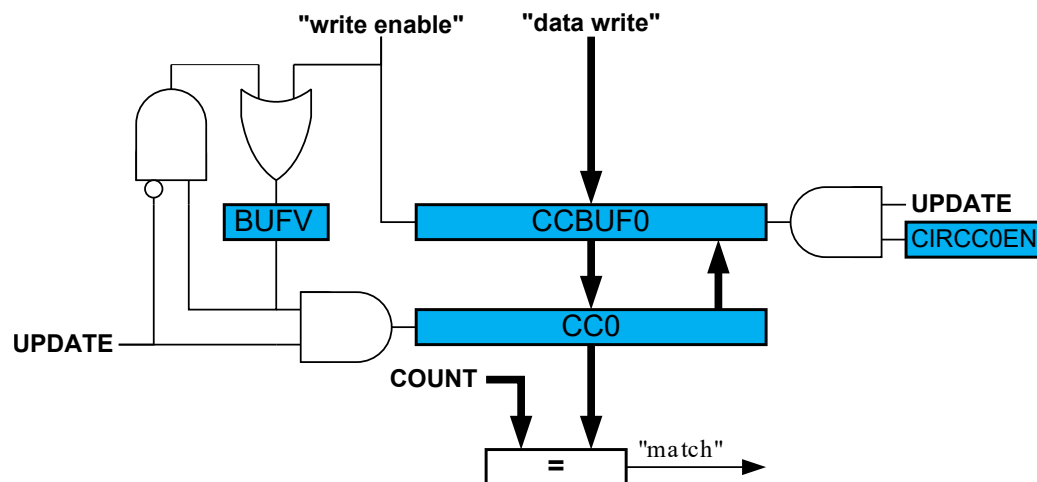 "write enable"
"data write"
BUFV
CCBUF0
UPDATE
CIRCC0EN
UPDATE
CC0
COUNT
=
"match"